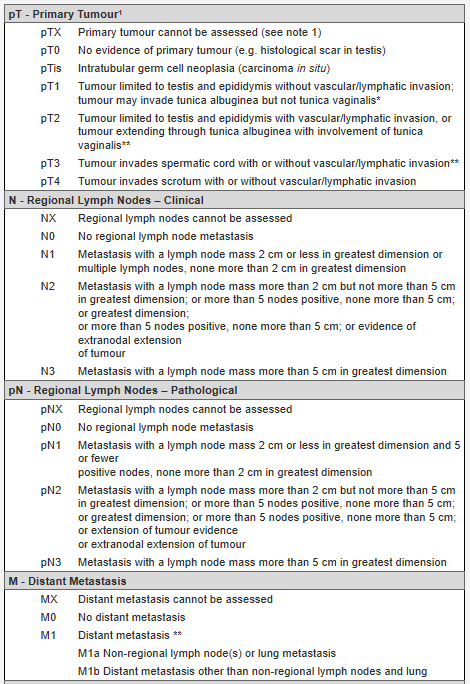 pT - Primary Tumour¹
pTX Primary tumour cannot be assessed (see note 1)
pT0 No evidence of primary tumour (e.g. histological scar in testis)
pTis Intratubular germ cell neoplasia (carcinoma in situ)
pT1 Tumour limited to testis and epididymis without vascular/lymphatic invasion;
tumour may invade tunica albuginea but not tunica vaginalis*
pT2 Tumour limited to testis and epididymis with vascular/lymphatic invasion, or
tumour extending through tunica albuginea with involvement of tunica
vaginalis**
pT3 Tumour invades spermatic cord with or without vascular/lymphatic invasion**
pT4 Tumour invades scrotum with or without vascular/lymphatic invasion
N - Regional Lymph Nodes – Clinical
NX Regional lymph nodes cannot be assessed
N0 No regional lymph node metastasis
N1 Metastasis with a lymph node mass 2 cm or less in greatest dimension or
multiple lymph nodes, none more than 2 cm in greatest dimension
N2 Metastasis with a lymph node mass more than 2 cm but not more than 5 cm
in greatest dimension; or more than 5 nodes positive, none more than 5 cm;
or greatest dimension;
or more than 5 nodes positive, none more than 5 cm; or evidence of
extranodal extension
of tumour
N3 Metastasis with a lymph node mass more than 5 cm in greatest dimension
pN - Regional Lymph Nodes – Pathological
pNX Regional lymph nodes cannot be assessed
pN0 No regional lymph node metastasis
pN1 Metastasis with a lymph node mass 2 cm or less in greatest dimension and 5
or fewer
positive nodes, none more than 2 cm in greatest dimension
pN2 Metastasis with a lymph node mass more than 2 cm but not more than 5 cm
in greatest dimension; or more than 5 nodes positive, none more than 5 cm;
or greatest dimension; or more than 5 nodes positive, none more than 5 cm;
or extension of tumour evidence
or extranodal extension of tumour
pN3 Metastasis with a lymph node mass more than 5 cm in greatest dimension
M - Distant Metastasis
MX Distant metastasis cannot be assessed
M0 No distant metastasis
M1 Distant metastasis **
M1a Non-regional lymph node(s) or lung metastasis
M1b Distant metastasis other than non-regional lymph nodes and lung